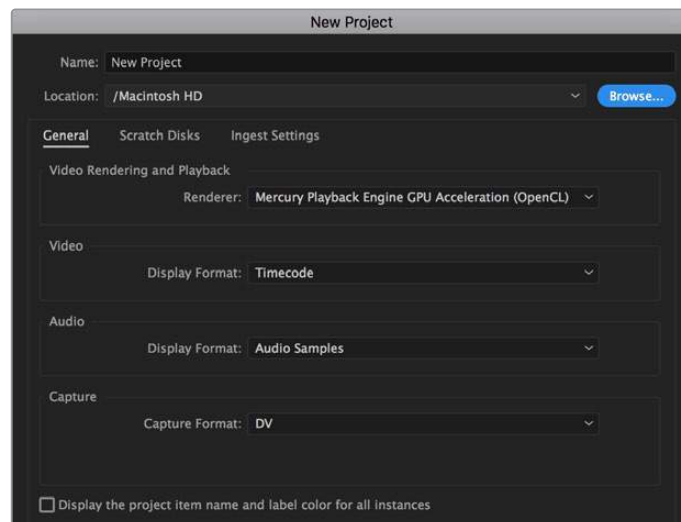 New Project
Name: New Project
Location: /Macintosh HD Browse...
General Scratch Disks Ingest Settings
Video Rendering and Playback
Renderer: Mercury Playback Engine GPU Acceleration (OpenCL)
Video
Display Format: Timecode
Audio
Display Format: Audio Samples
Capture
Capture Format: DV
Display the project item name and label color for all instances